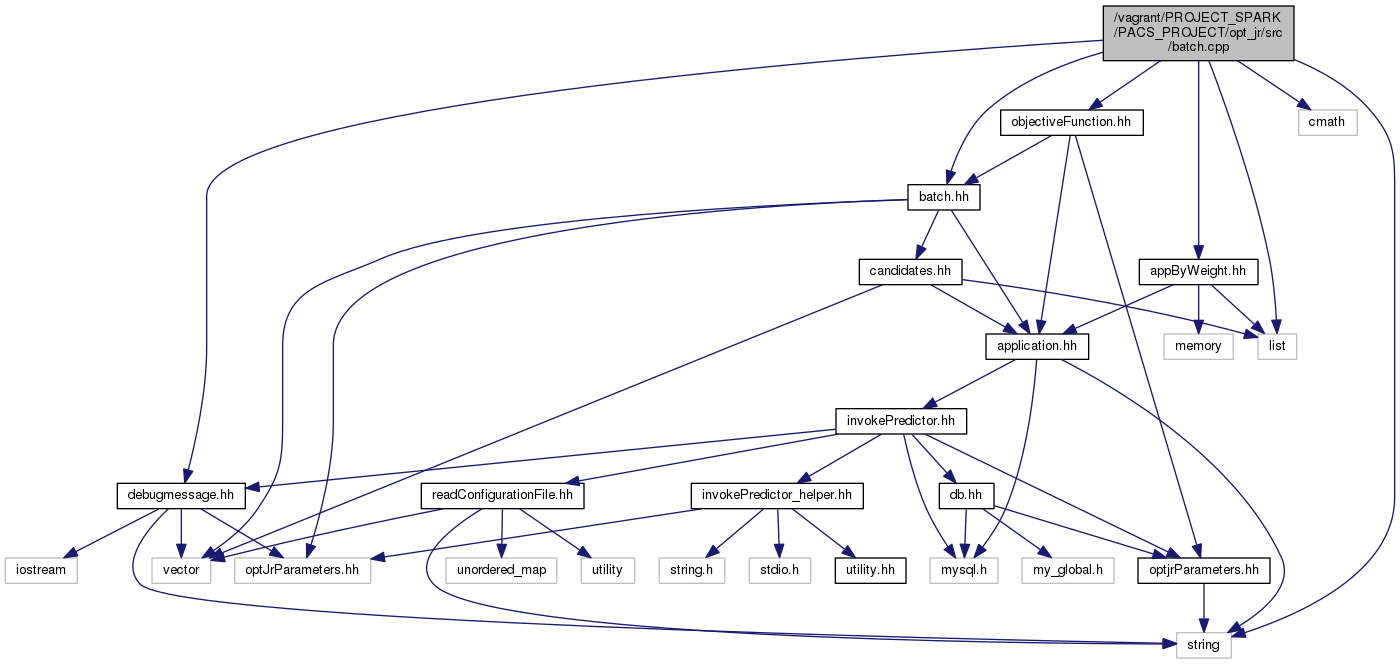 /vagrant/PROJECT_SPARK
/PACS_PROJECT/opt_jr/src
/batch.cpp
objectiveFunction.hh
cmath
batch.hh
candidates.hh
appByWeight.hh
application.hh
memory
list
invokePredictor.hh
debugmessage.hh
readConfigurationFile.hh
invokePredictor_helper.hh
db.hh
iostream
vector
optJrParameters.hh
unordered_map
utility
string.h
stdio.h
utility.hh
mysql.h
my_global.h
optjrParameters.hh
string